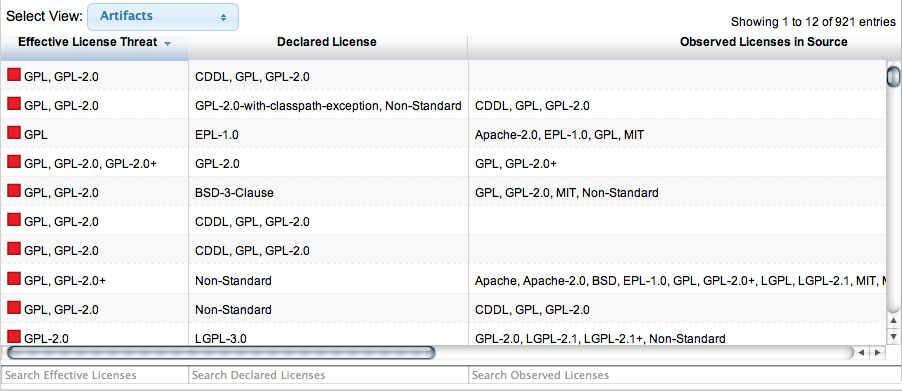 Select View: Artifacts
Showing 1 to 12 of 921 entries
Effective License Threat Declared License Observed Licenses in Source
GPL, GPL-2.0 CDDL, GPL, GPL-2.0
GPL, GPL-2.0 GPL-2.0-with-classpath-exception, Non-Standard CDDL, GPL, GPL-2.0
GPL EPL-1.0 Apache-2.0, EPL-1.0, GPL, MIT
GPL, GPL-2.0, GPL-2.0+ GPL-2.0 GPL, GPL-2.0+
GPL, GPL-2.0 BSD-3-Clause GPL, GPL-2.0, MIT, Non-Standard
GPL, GPL-2.0 CDDL, GPL, GPL-2.0
GPL, GPL-2.0 CDDL, GPL, GPL-2.0
GPL, GPL-2.0+ Non-Standard Apache, Apache-2.0, BSD, EPL-1.0, GPL, GPL-2.0+, LGPL, LGPL-2.1, MIT,
GPL, GPL-2.0 Non-Standard CDDL, GPL, GPL-2.0
GPL-2.0 LGPL-3.0 GPL-2.0, LGPL-2.1, LGPL-2.1+, Non-Standard
Search Effective Licenses Search Declared Licenses Search Observed Licenses